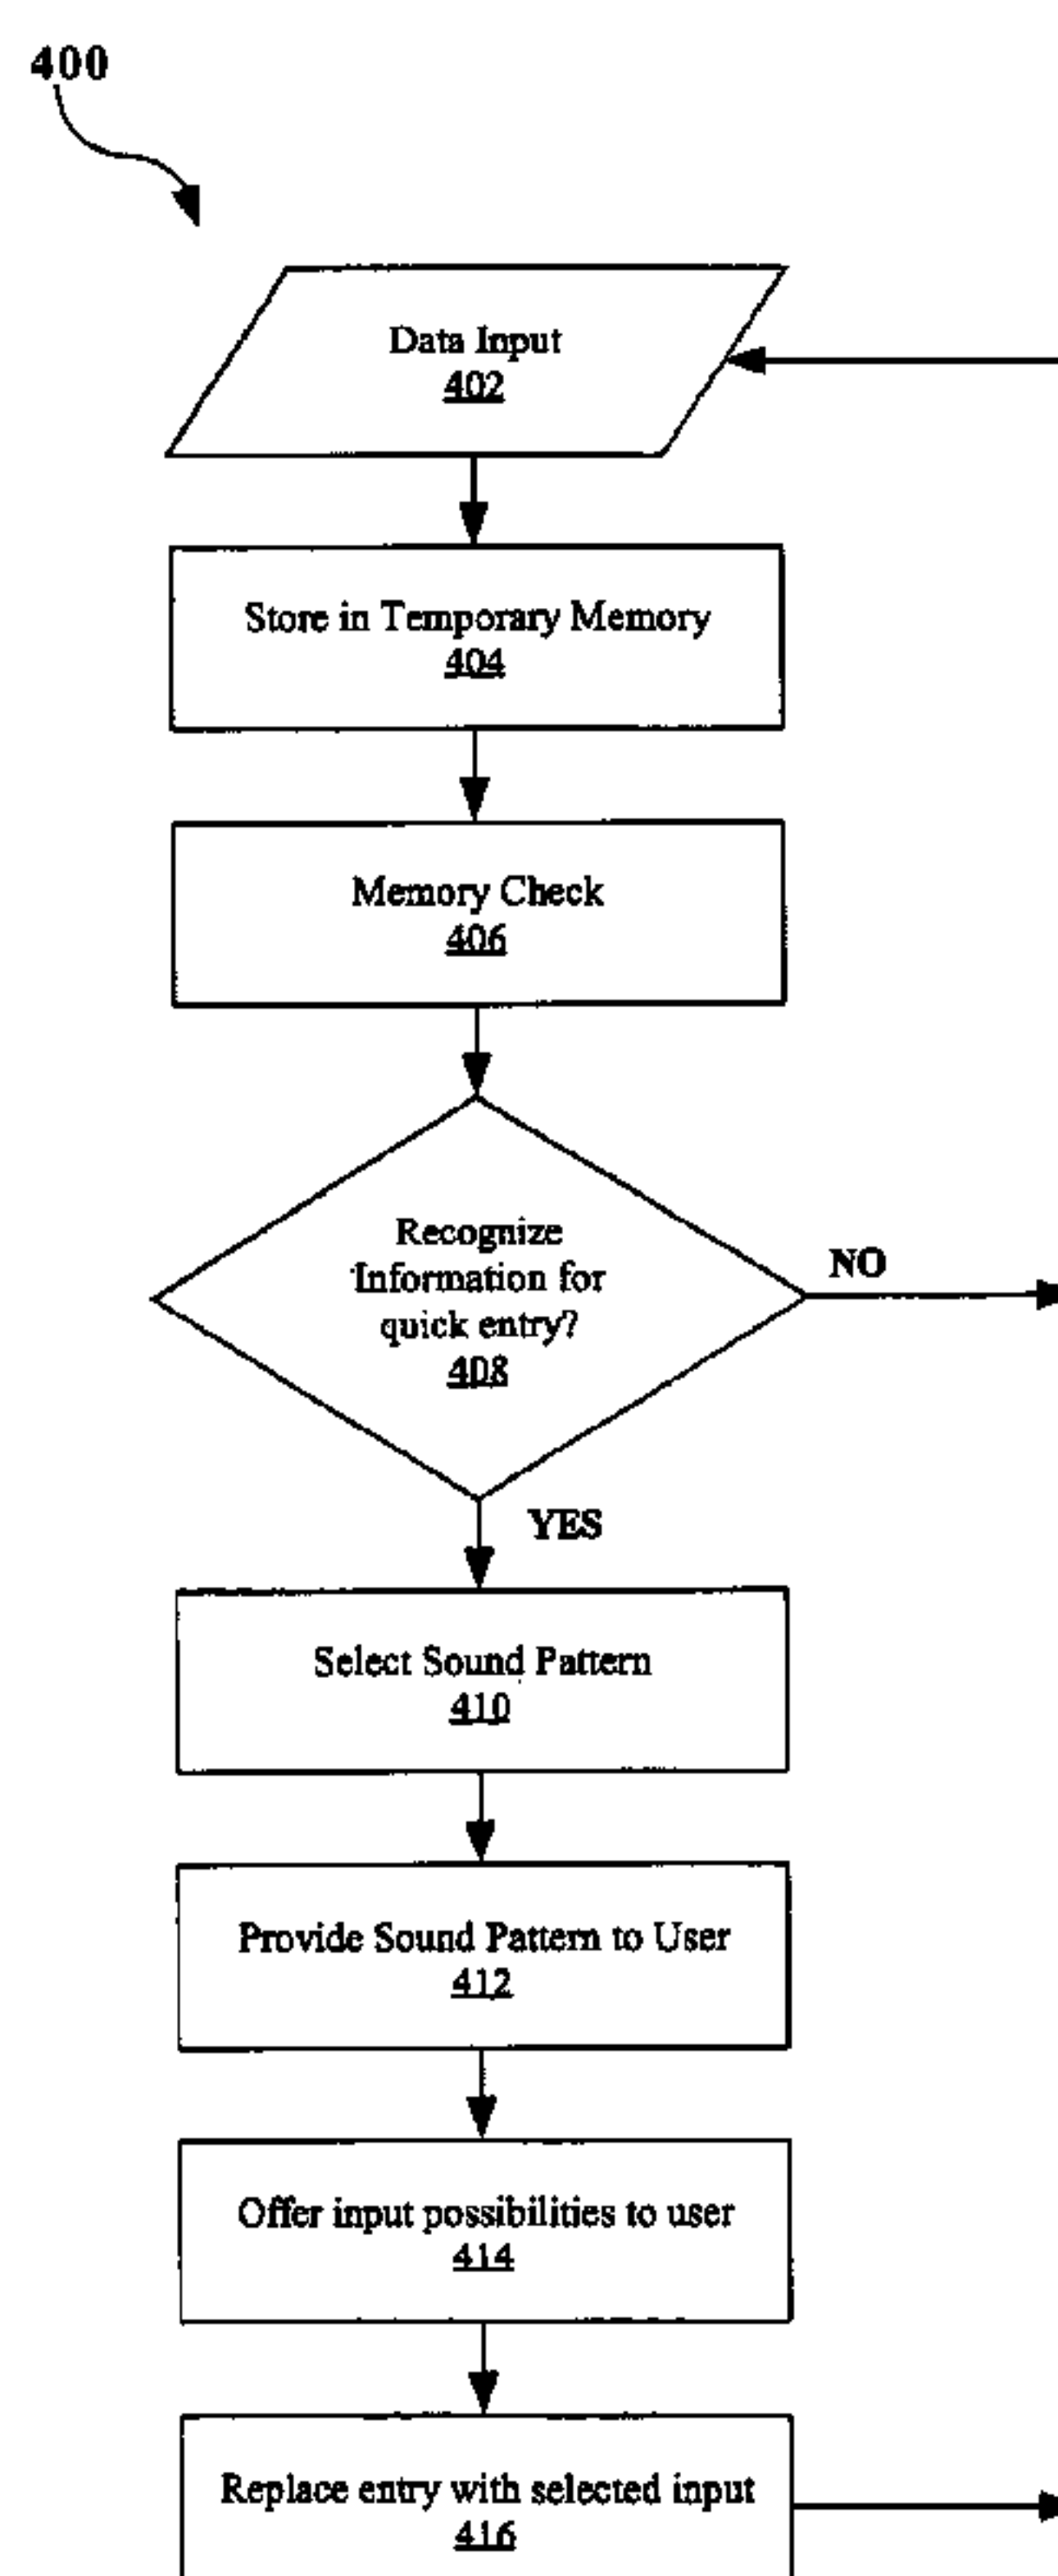 400
Data Input
402
Store in Temporary Memory
404
Memory Check
406
Recognize
Information for
quick entry?
408
NO
YES
Select Sound Pattern
410
Provide Sound Pattern to User
412
Offer input possibilities to user
414
Replace entry with selected input
416